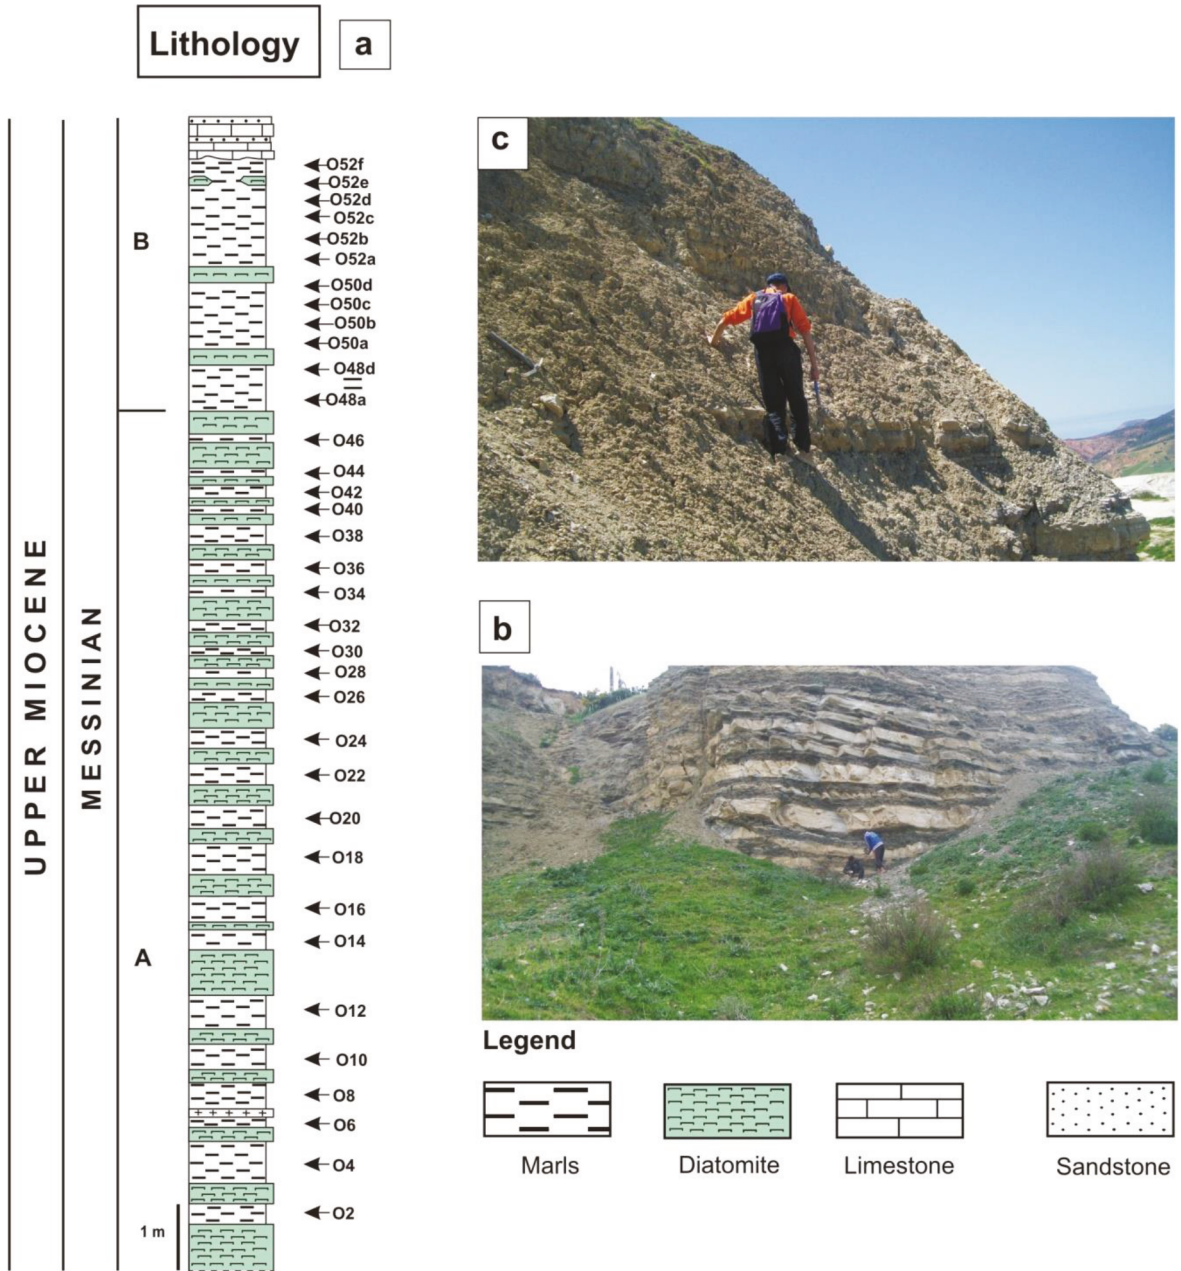 Lithology
a
UPPER MIOCENE
MESSINIAN
B
A
O52f
O52e
O52d
O52c
O52b
O52a
O50d
O50c
O50b
O50a
O48d
O48a
O46
O44
O42
O40
O38
O36
O34
O32
O30
O28
O26
O24
O22
O20
O18
O16
O14
O12
O10
O8
O6
O4
O2
1 m
c
b
Legend
Marls
Diatomite
Limestone
Sandstone